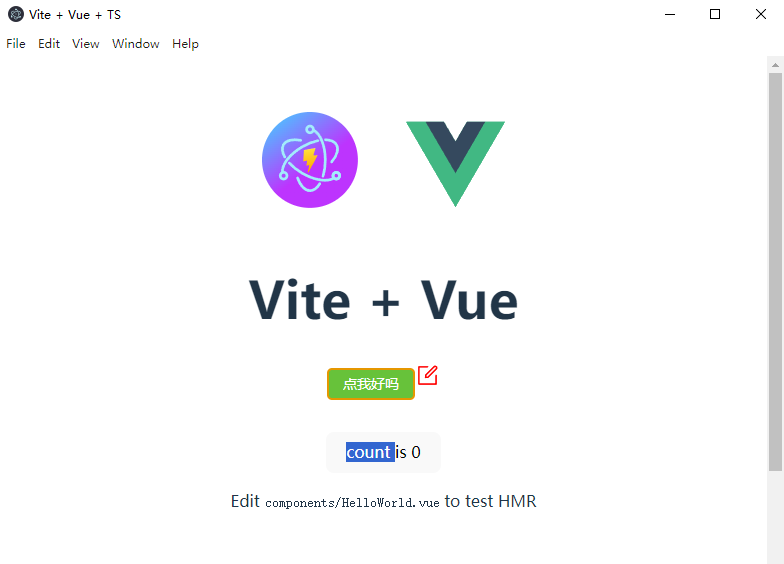 Vite + Vue + TS
File Edit View Window Help
Vite + Vue
点我好吗
count is 0
Edit components/HelloWorld.vue to test HMR